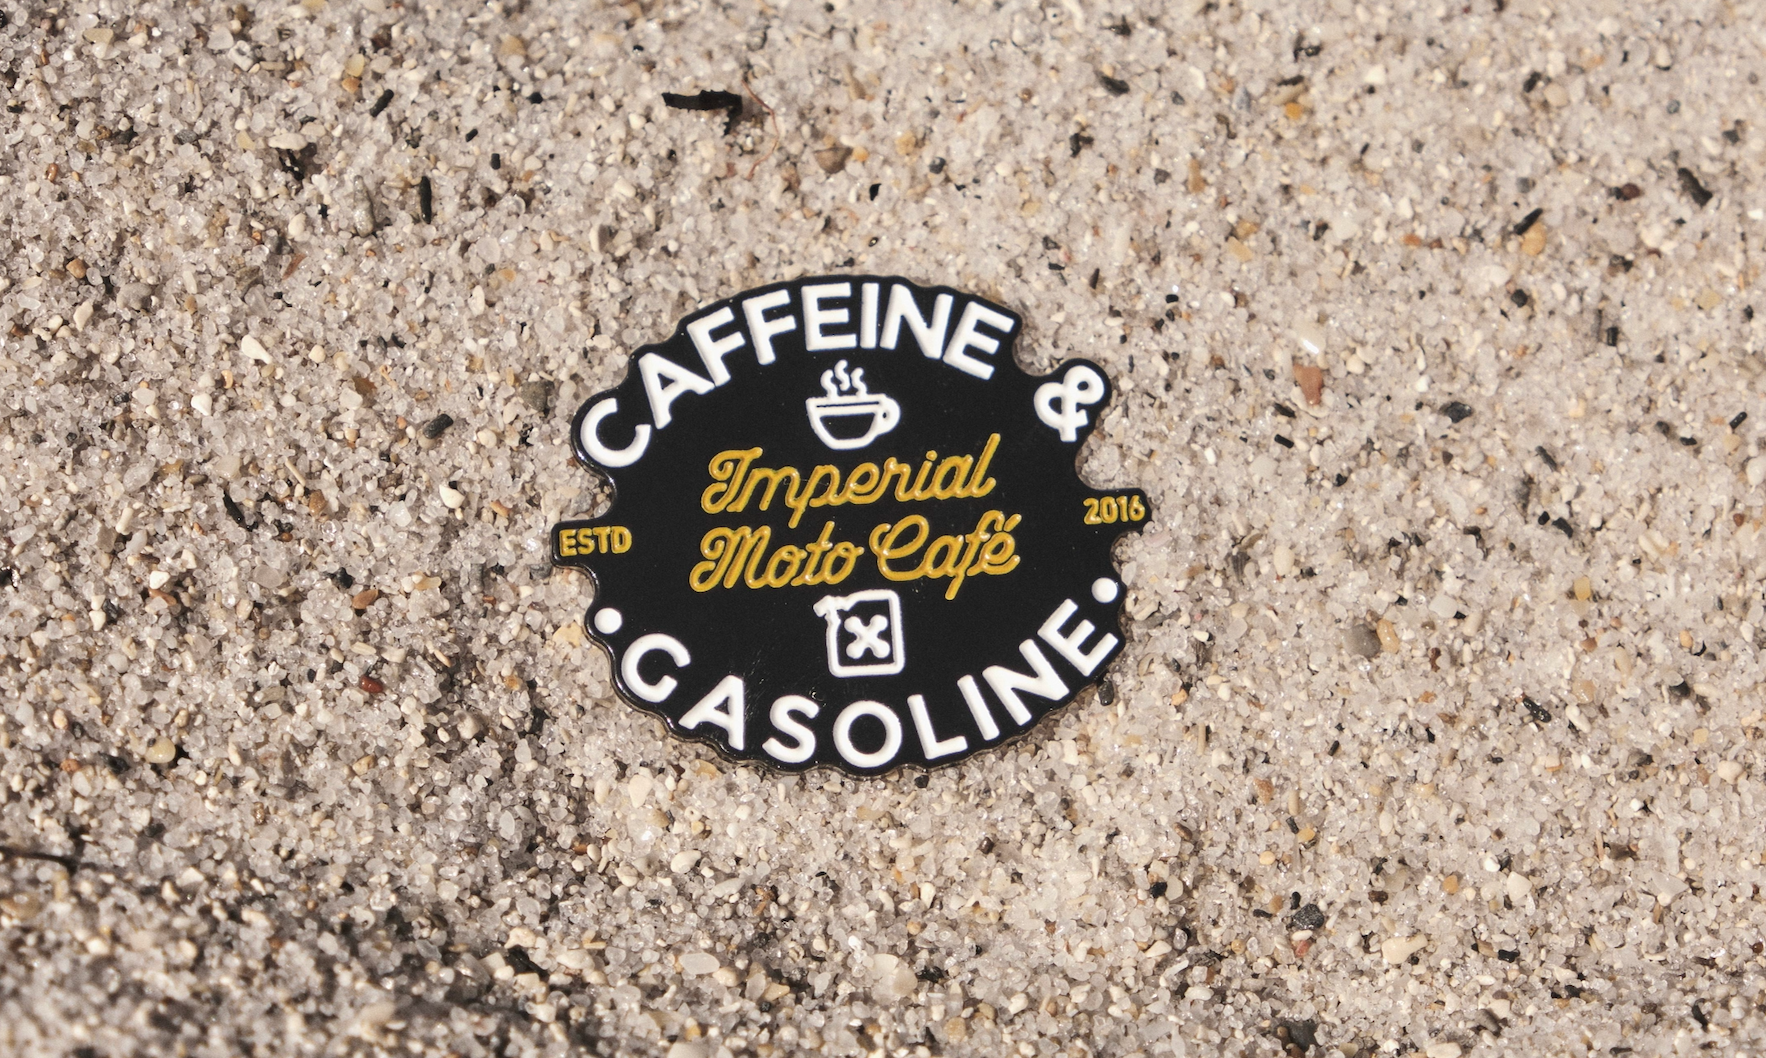 CAFFEINE &
Imperial
Moto Café
ESTD
2016
• GASOLINE •